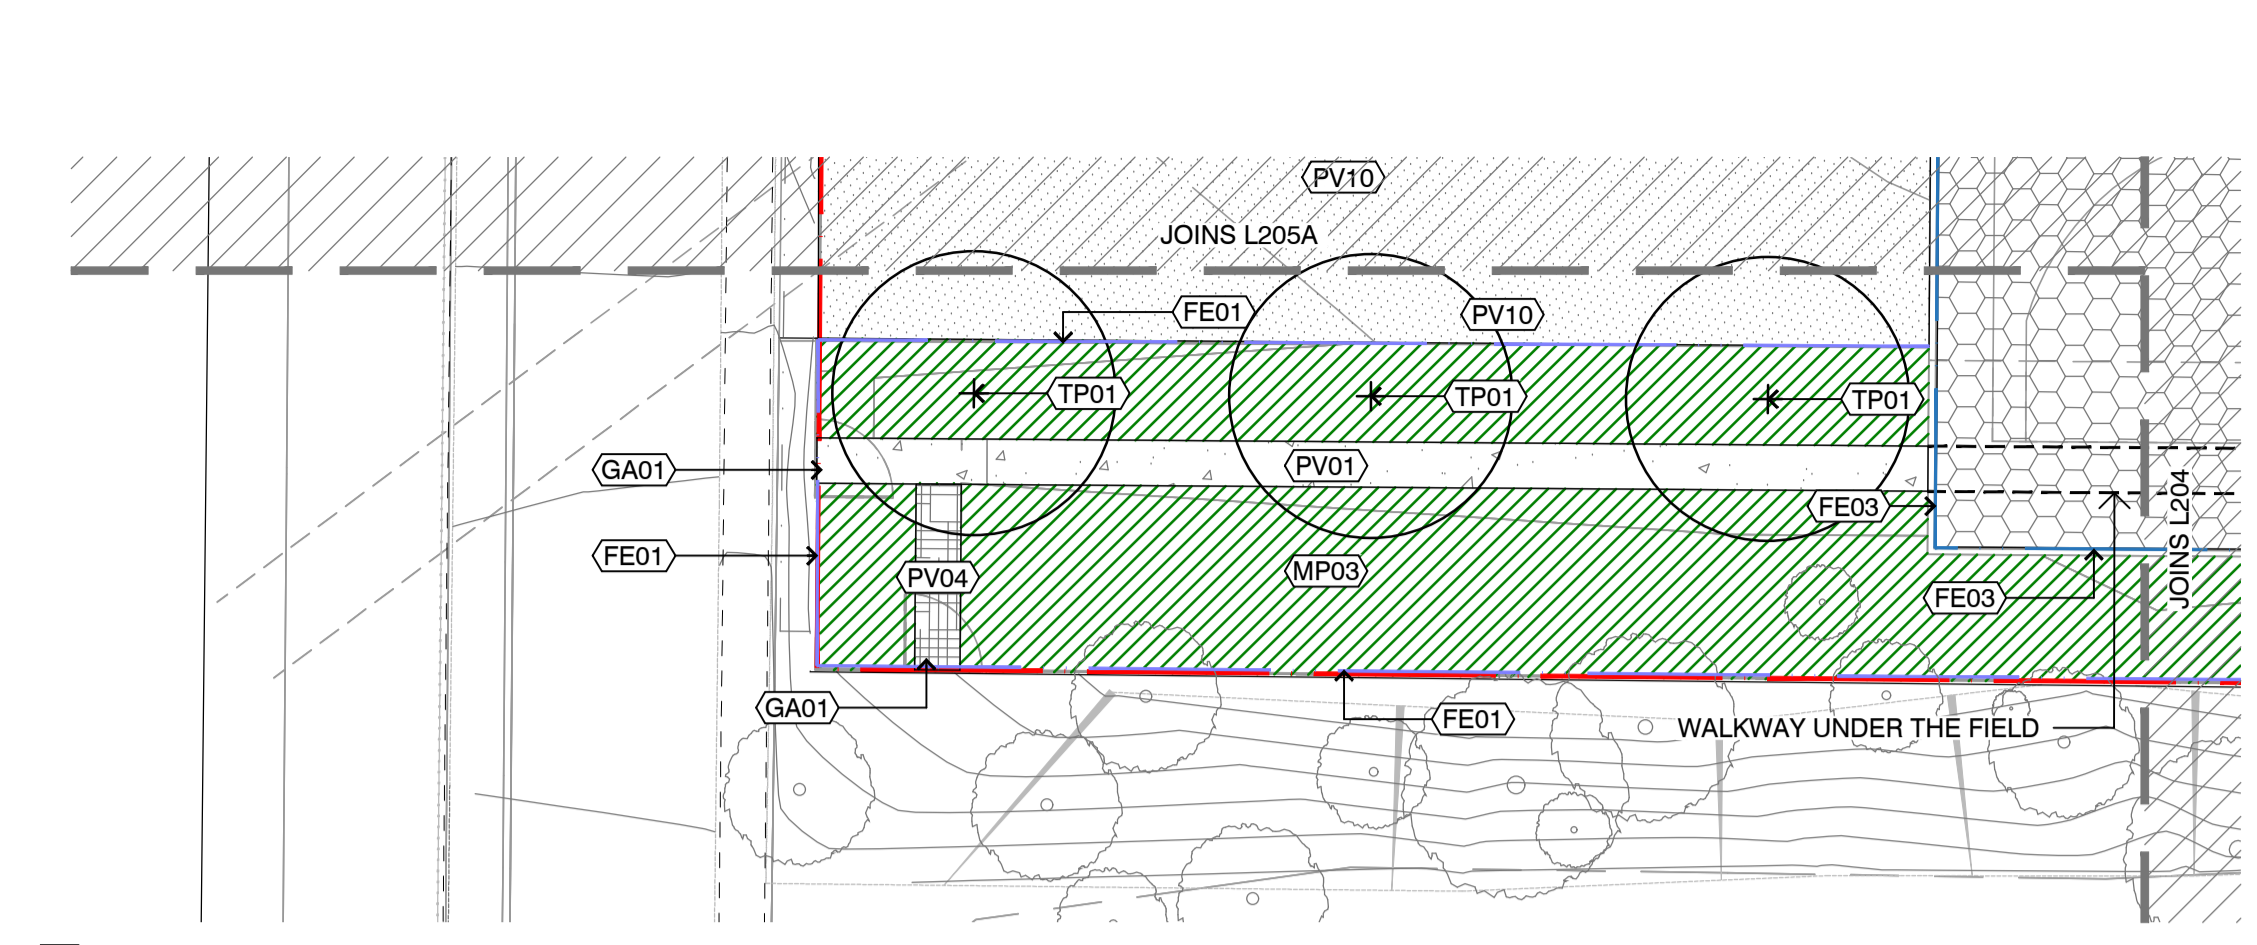 PV10
JOINS L205A
FE01
PV10
TP01
TP01
TP01
GA01
PV01
FE03
FE01
PV04
MP03
FE03
JOINS L204
GA01
FE01
WALKWAY UNDER THE FIELD